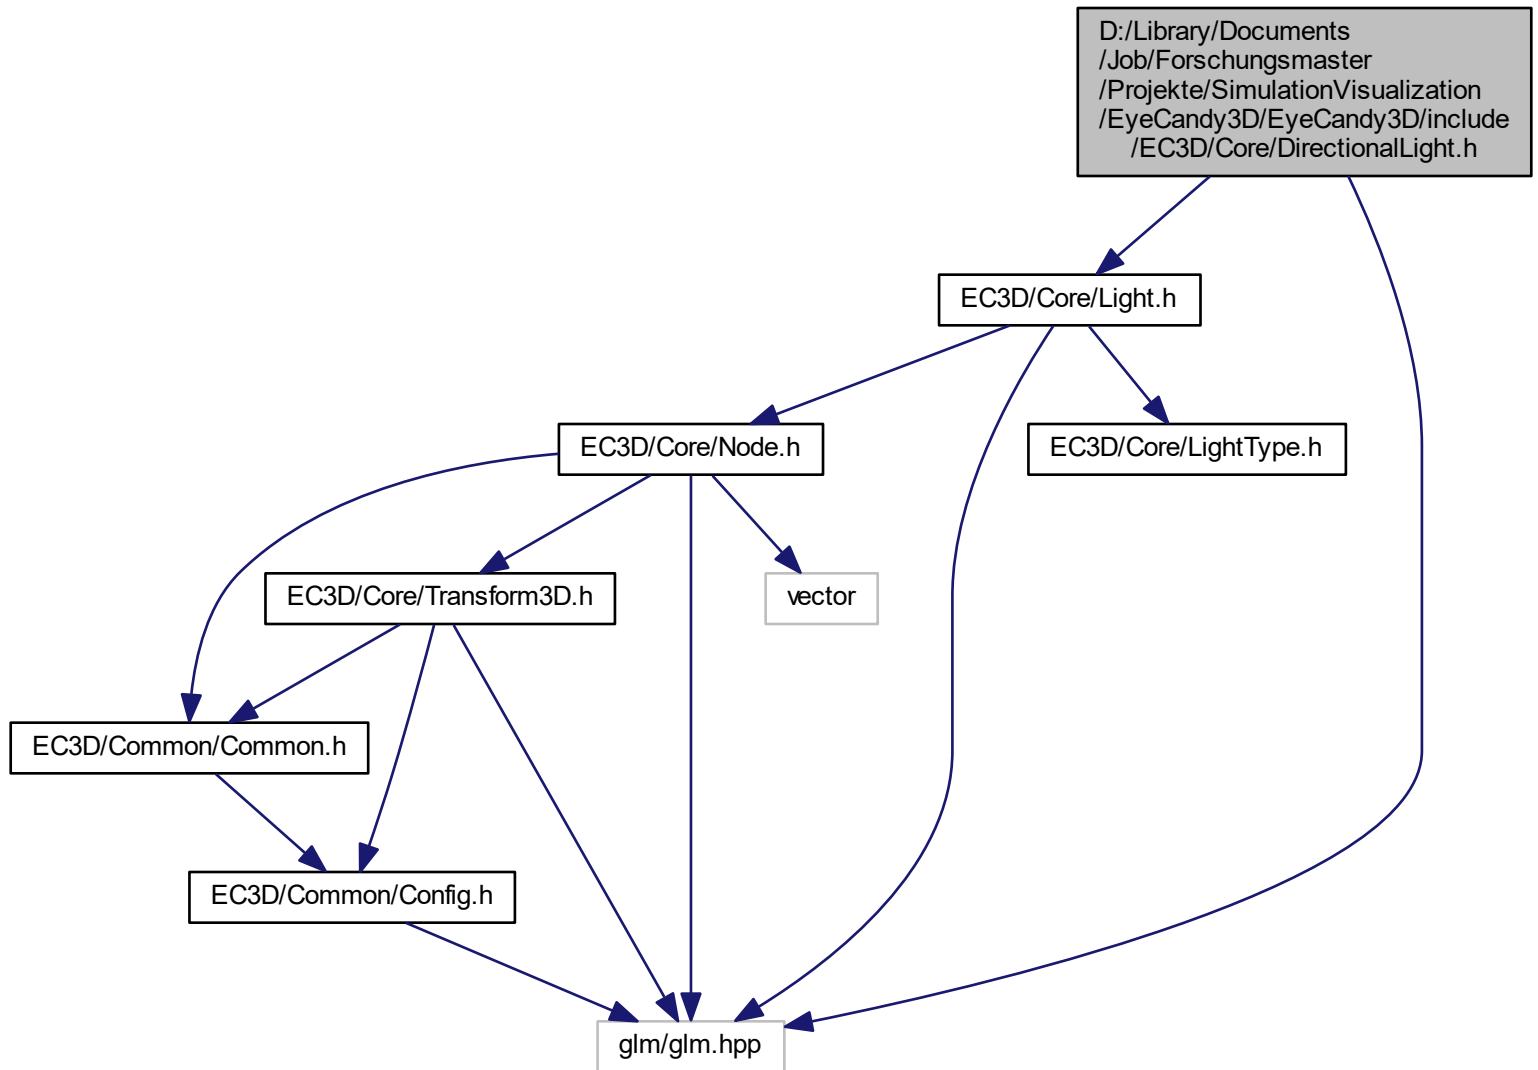 D:/Library/Documents
/Job/Forschungsmaster
/Projekte/SimulationVisualization
/EyeCandy3D/EyeCandy3D/include
/EC3D/Core/DirectionalLight.h
EC3D/Core/Light.h
EC3D/Core/Node.h
EC3D/Core/LightType.h
EC3D/Core/Transform3D.h
vector
EC3D/Common/Common.h
EC3D/Common/Config.h
glm/glm.hpp